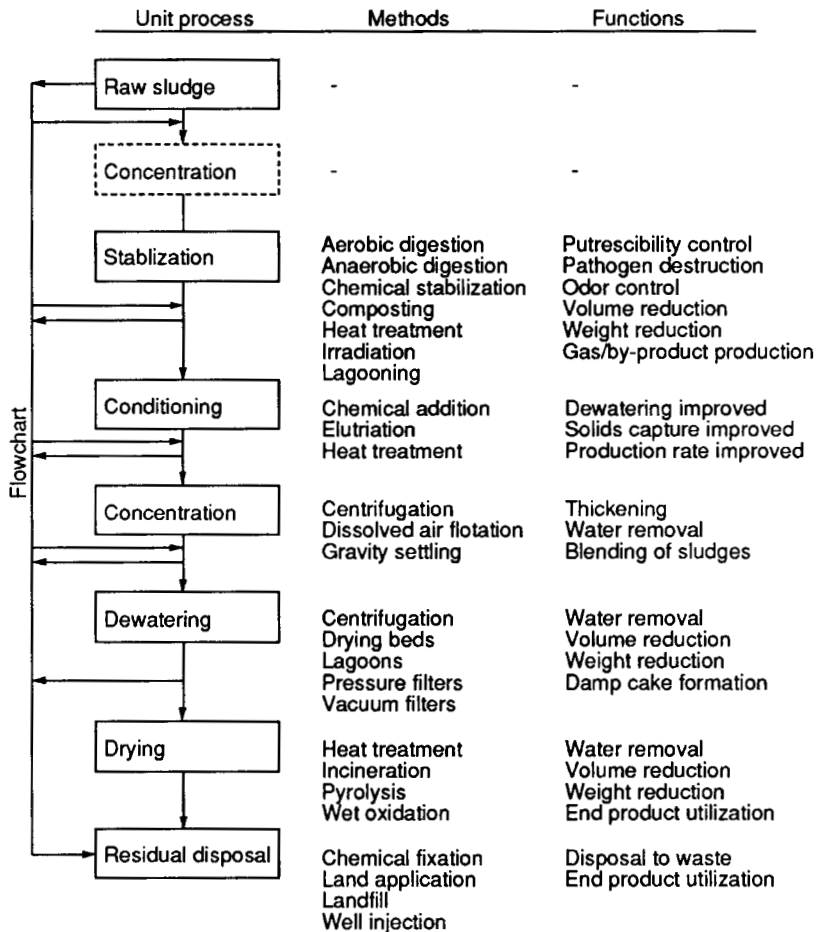 Unit process Methods Functions
Raw sludge - -
Concentration - -
Stablization Aerobic digestion Putrescibility control
Anaerobic digestion Pathogen destruction
Chemical stabilization Odor control
Composting Volume reduction
Heat treatment Weight reduction
Irradiation Gas/by-product production
Lagooning
Conditioning Chemical addition Dewatering improved
Elutriation Solids capture improved
Heat treatment Production rate improved
Flowchart
Concentration Centrifugation Thickening
Dissolved air flotation Water removal
Gravity settling Blending of sludges
Dewatering Centrifugation Water removal
Drying beds Volume reduction
Lagoons Weight reduction
Pressure filters Damp cake formation
Vacuum filters
Drying Heat treatment Water removal
Incineration Volume reduction
Pyrolysis Weight reduction
Wet oxidation End product utilization
Residual disposal Chemical fixation Disposal to waste
Land application End product utilization
Landfill
Well injection